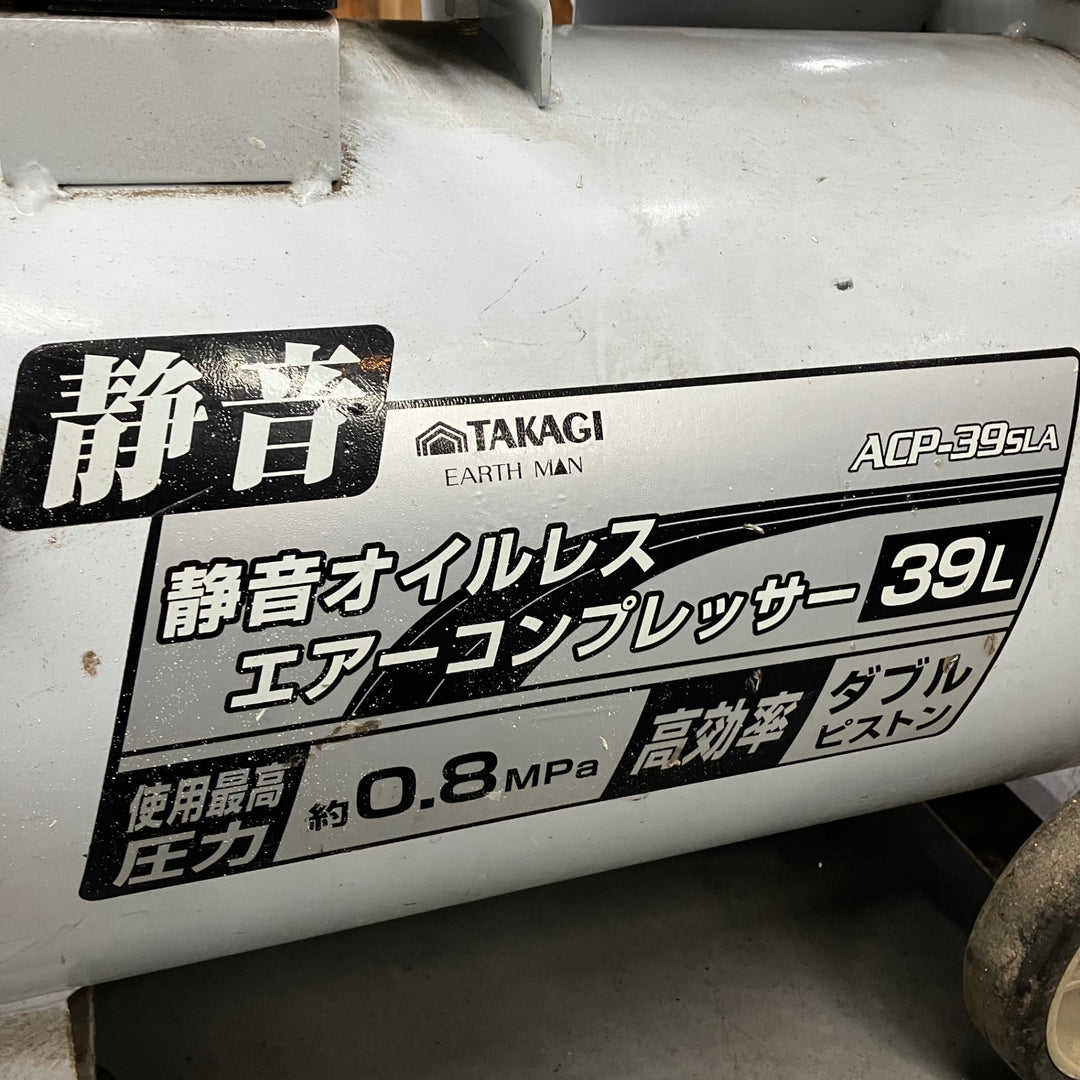 静音
TAKAGI
EARTH MAN
ACP-39SLA
静音オイルレス
エアーコンプレッサー 39L
使用最高
圧力
約0.8MPa
高効率
ダブル
ピストン